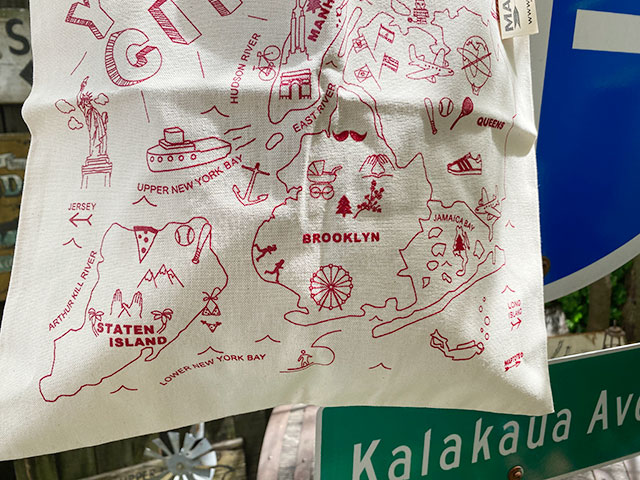 NYC
MANH
HUDSON RIVER
EAST RIVER
QUEENS
UPPER NEW YORK BAY
JERSEY
JAMAICA BAY
BROOKLYN
ARTHUR KILL RIVER
STATEN
ISLAND
LONG
ISLAND
LOWER NEW YORK BAY
Kalakaua Ave